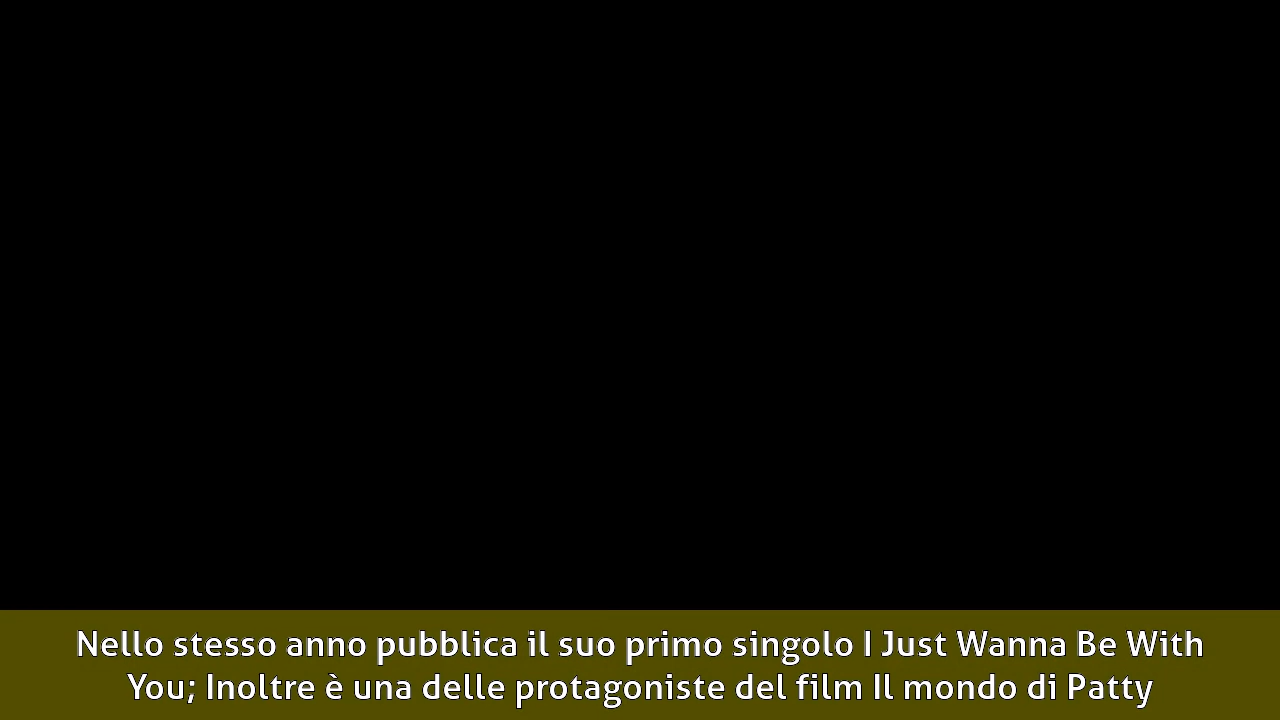 Nello stesso anno pubblica il suo primo singolo I Just Wanna Be With
You; Inoltre è una delle protagoniste del film Il mondo di Patty